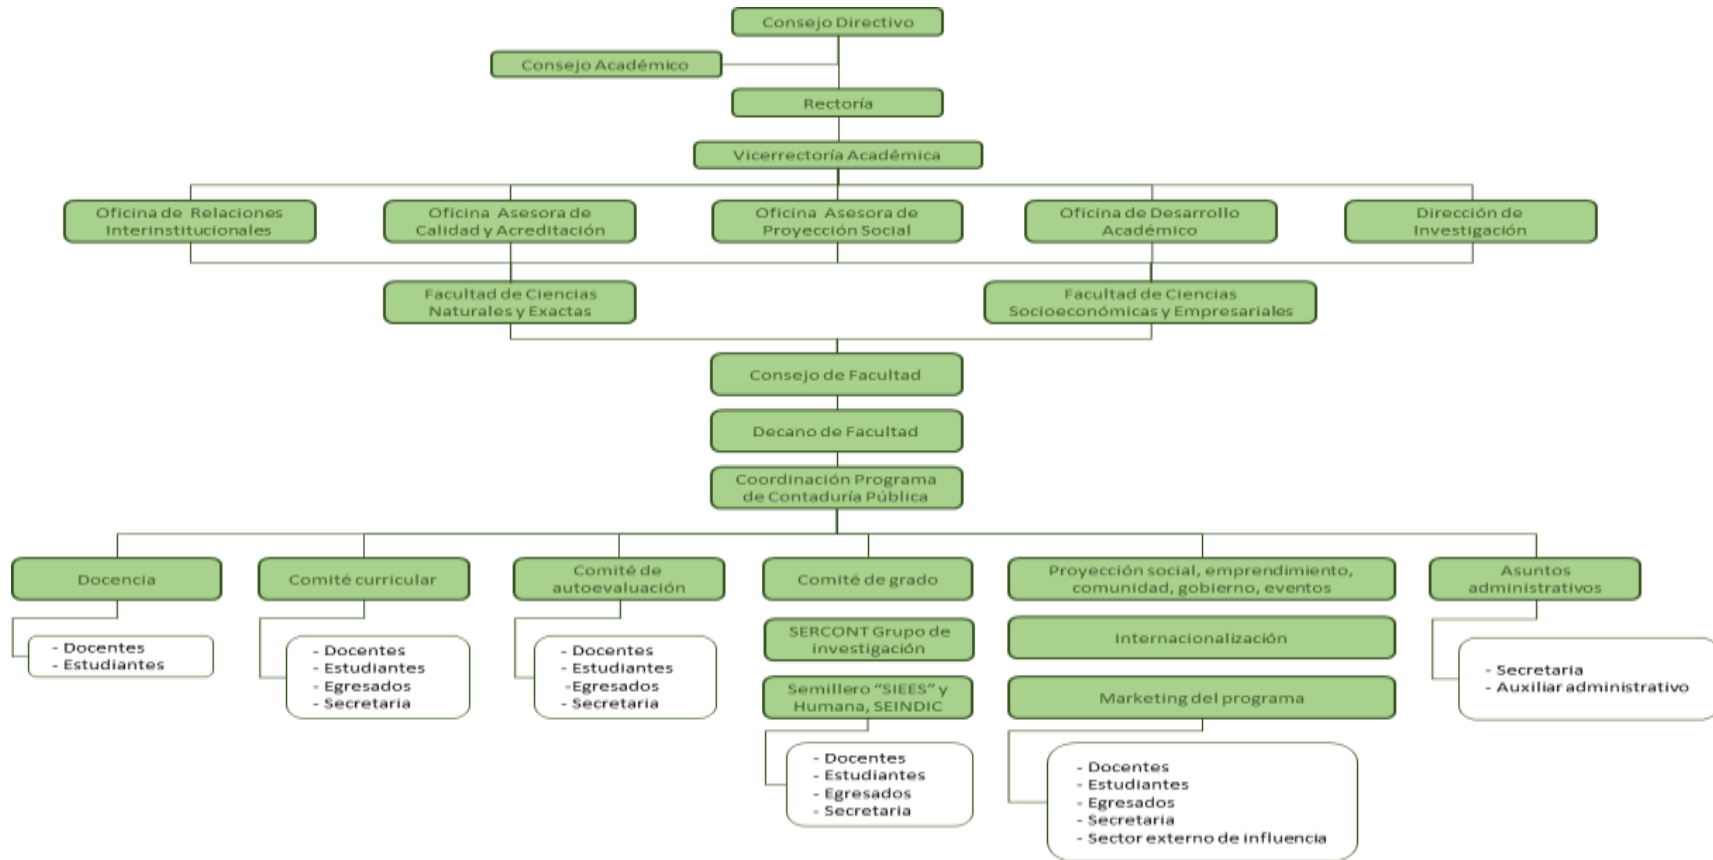 Consejo Directivo
Consejo Académico
Rectoría
Vicerrectoría Académica
Oficina de Relaciones
Interinstitucionales
Oficina Asesora de
Calidad y Acreditación
Oficina Asesora de
Proyección Social
Oficina de Desarrollo
Académico
Dirección de
Investigación
Facultad de Ciencias
Naturales y Exactas
Facultad de Ciencias
Socioeconómicas y Empresariales
Consejo de Facultad
Decano de Facultad
Coordinación Programa
de Contaduría Pública
Docencia
- Docentes
- Estudiantes
Comité curricular
- Docentes
- Estudiantes
- Egresados
- Secretaria
Comité de
autoevaluación
- Docentes
- Estudiantes
-Egresados
- Secretaria
Comité de grado
SERCONT Grupo de
investigación
Semillero “SIEES” y
Humana, SEINDIC
- Docentes
- Estudiantes
- Egresados
- Secretaria
Proyección social, emprendimiento,
comunidad, gobierno, eventos
Internacionalización
Marketing del programa
- Docentes
- Estudiantes
- Egresados
- Secretaria
- Sector externo de influencia
Asuntos
administrativos
- Secretaria
- Auxiliar administrativo